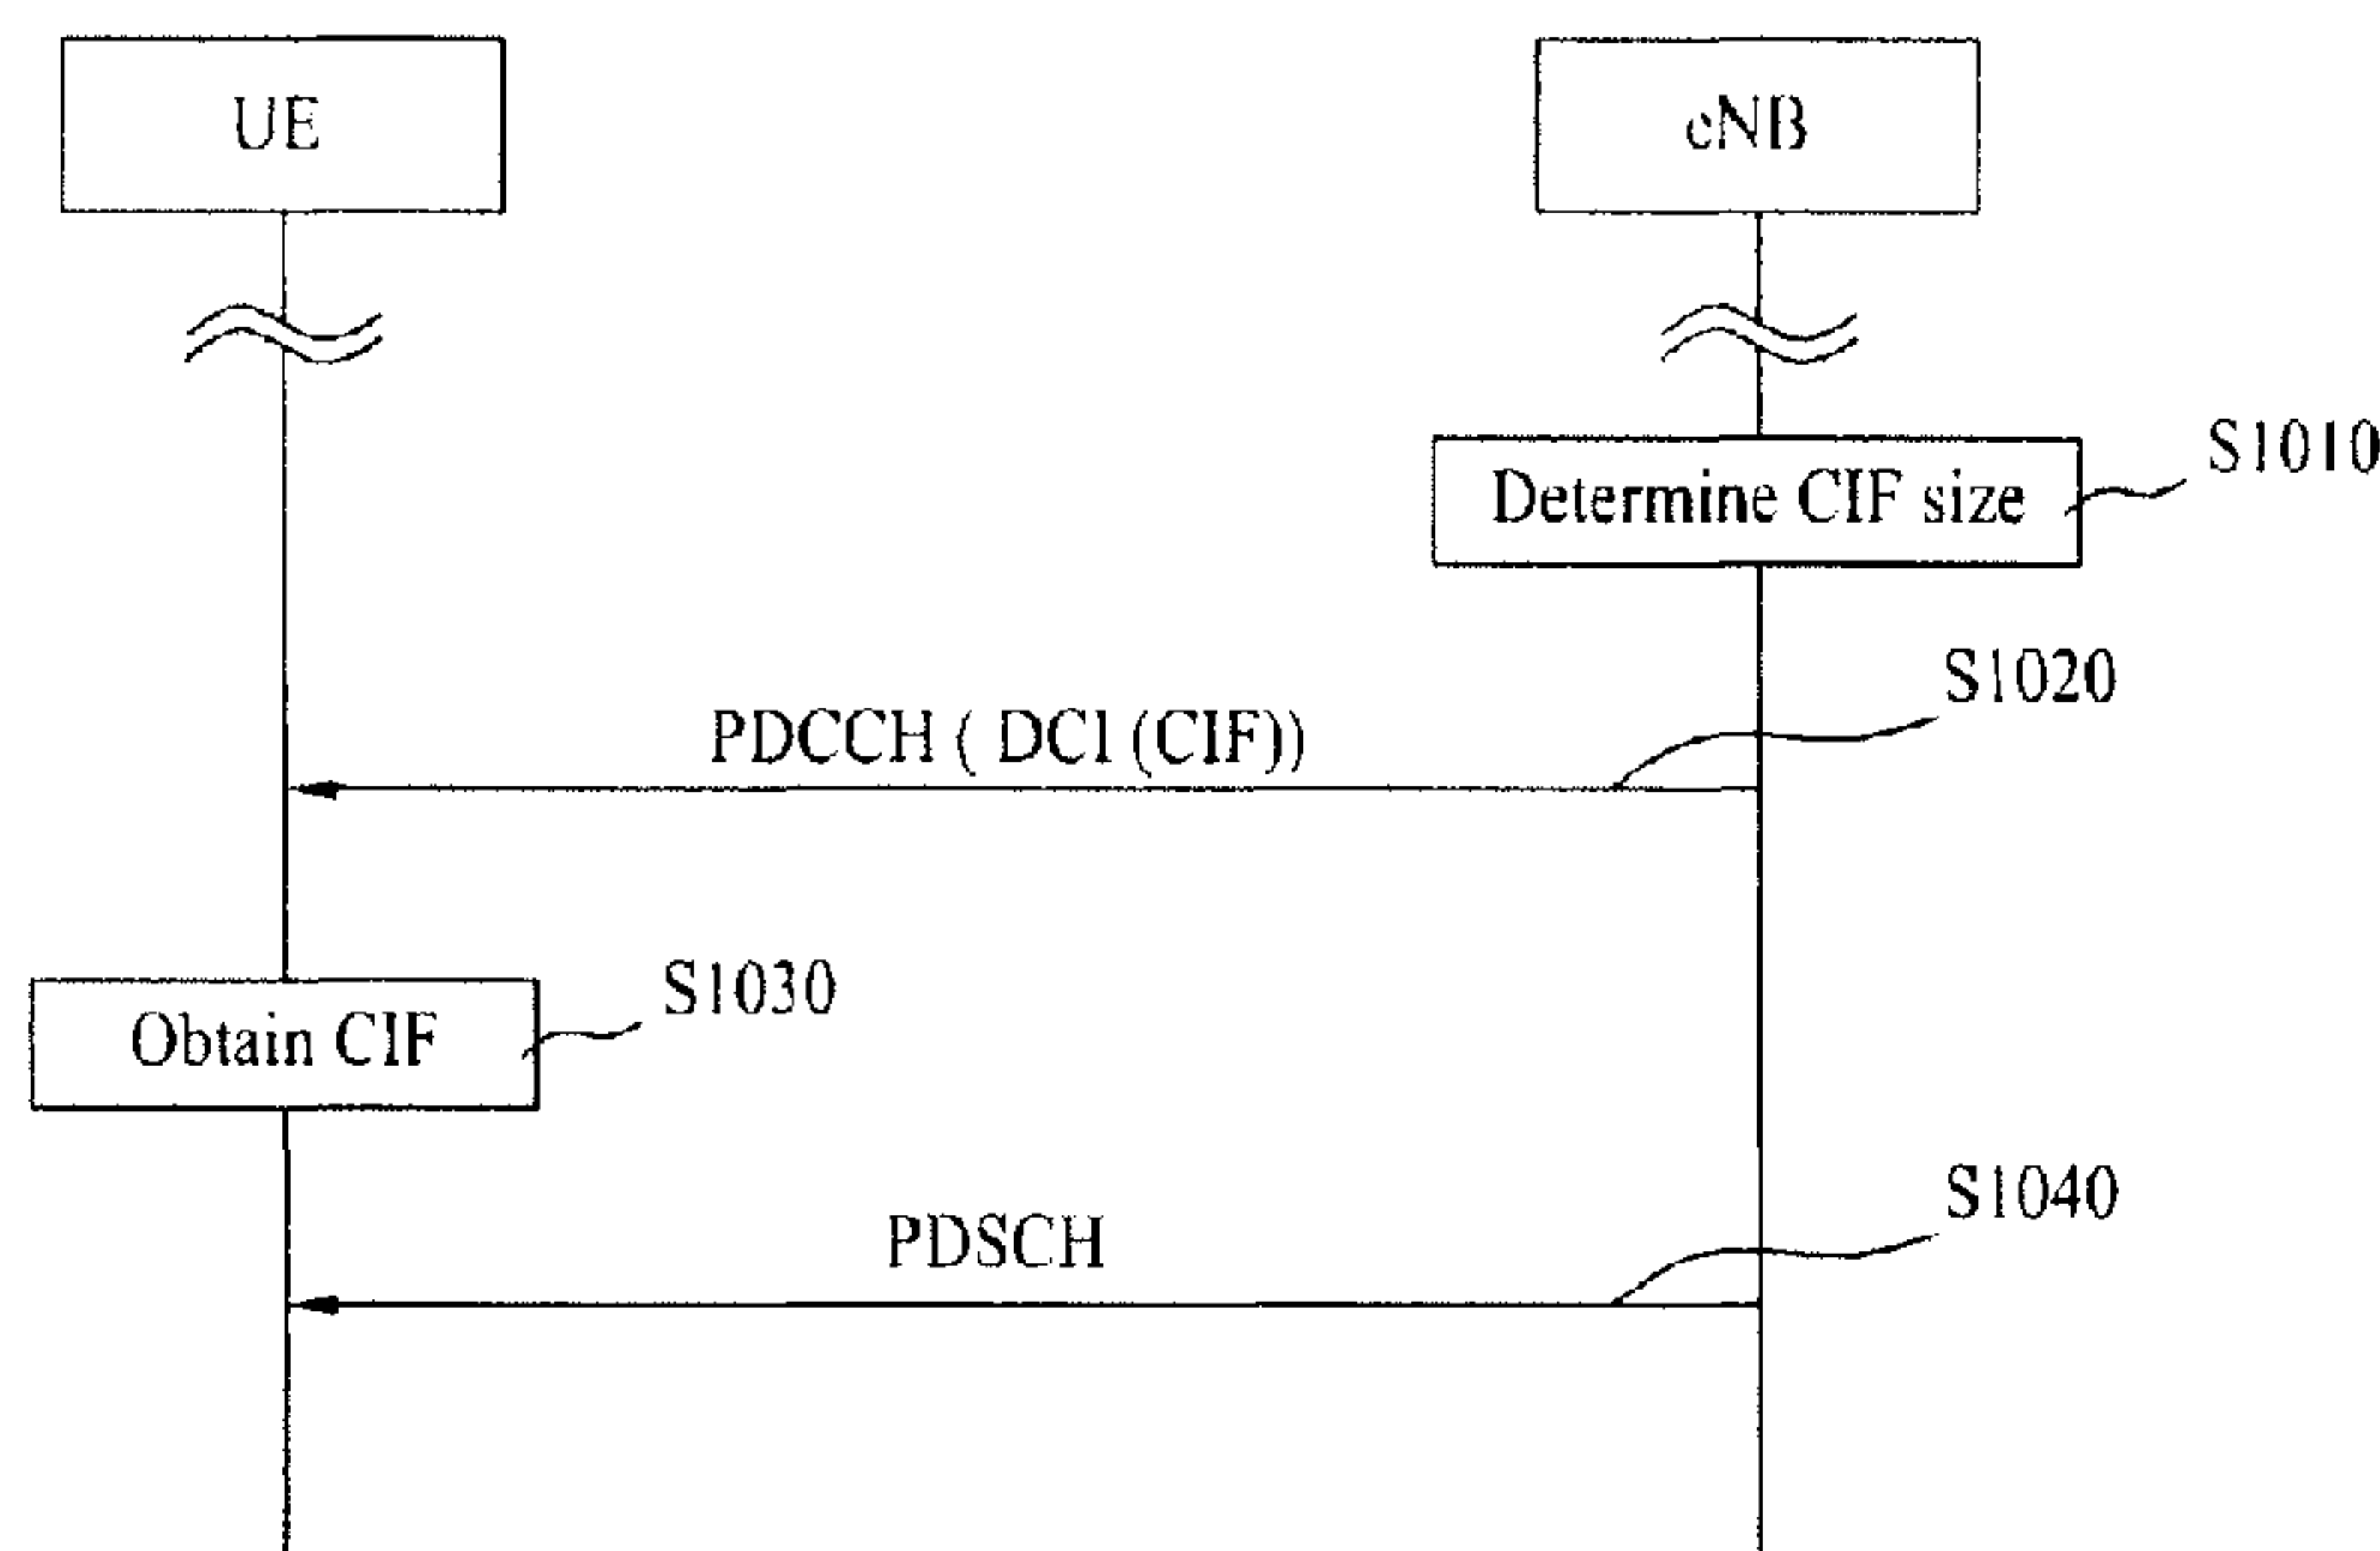 UE
eNB
Determine CIF size
S1010
S1020
PDCCH ( DCI (CIF))
S1030
Obtain CIF
S1040
PDSCH